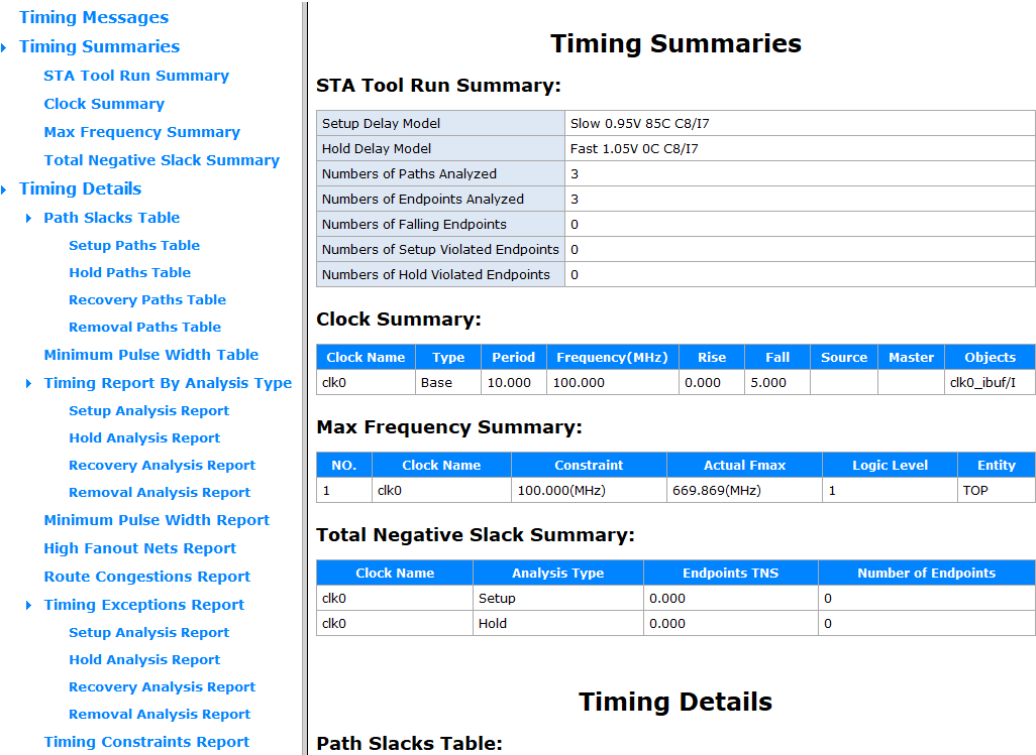 Timing Messages
Timing Summaries
STA Tool Run Summary
Clock Summary
Max Frequency Summary
Total Negative Slack Summary
Timing Details
Path Slacks Table
Setup Paths Table
Hold Paths Table
Recovery Paths Table
Removal Paths Table
Minimum Pulse Width Table
Timing Report By Analysis Type
Setup Analysis Report
Hold Analysis Report
Recovery Analysis Report
Removal Analysis Report
Minimum Pulse Width Report
High Fanout Nets Report
Route Congestions Report
Timing Exceptions Report
Setup Analysis Report
Hold Analysis Report
Recovery Analysis Report
Removal Analysis Report
Timing Constraints Report
Timing Summaries
STA Tool Run Summary:
Setup Delay Model Slow 0.95V 85C C8/I7
Hold Delay Model Fast 1.05V 0C C8/I7
Numbers of Paths Analyzed 3
Numbers of Endpoints Analyzed 3
Numbers of Falling Endpoints 0
Numbers of Setup Violated Endpoints 0
Numbers of Hold Violated Endpoints 0
Clock Summary:
Clock Name Type Period Frequency(MHz) Rise Fall Source Master Objects
clk0 Base 10.000 100.000 0.000 5.000 clk0_ibuf/I
Max Frequency Summary:
NO. Clock Name Constraint Actual Fmax Logic Level Entity
1 clk0 100.000(MHz) 669.869(MHz) 1 TOP
Total Negative Slack Summary:
Clock Name Analysis Type Endpoints TNS Number of Endpoints
clk0 Setup 0.000 0
clk0 Hold 0.000 0
Timing Details
Path Slacks Table: